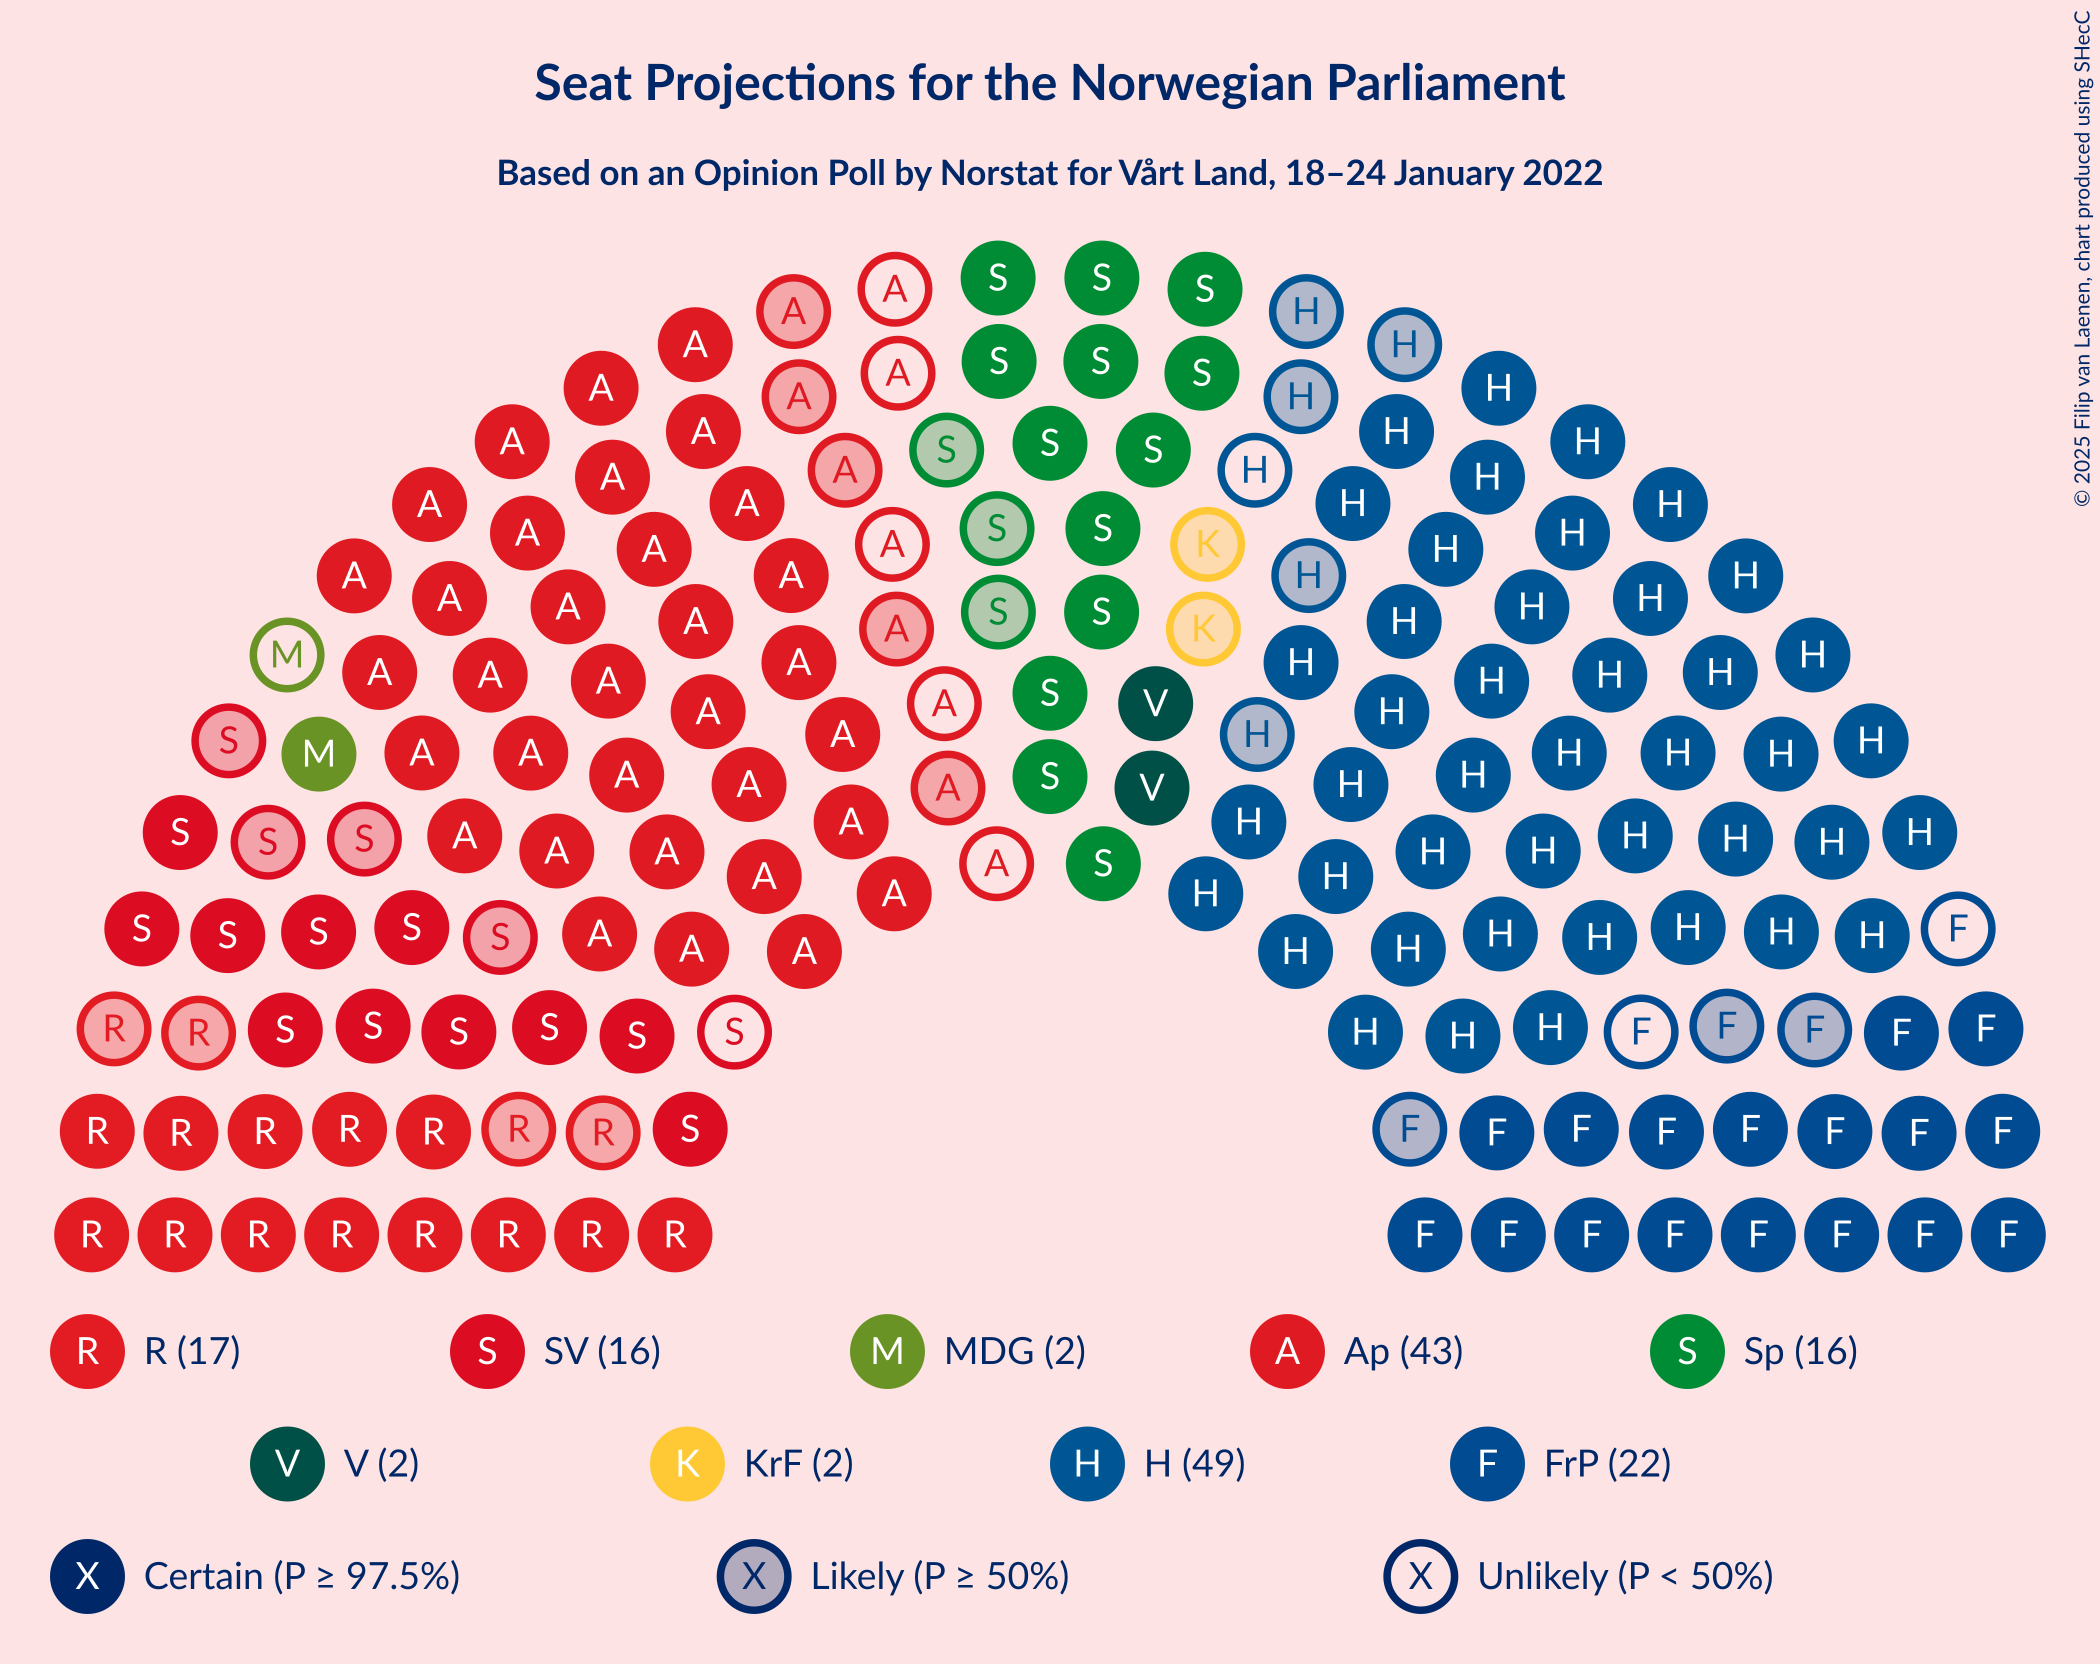 Seat Projections for the Norwegian Parliament
Based on an Opinion Poll by Norstat for Vårt Land, 18–24 January 2022
© 2025 Filip van Laenen, chart produced using SHecC
A A S S S H H
A A S S S H
A A H H
A S S S H
A A A H H H
A A A S S K H H H
A A A A H H H
A A A A S S K H H H
M A A A A A S V H H H H H
S M A A A A A S V H H H H H H H
S S S A A A A A A S H H H H H H H H
S S S S S A A A H H H H H H H F
R R S S S S S S H H H F F F F F
R R R R R R R S F F F F F F F F
R R R R R R R R F F F F F F F F
R R (17) S SV (16) M MDG (2) A Ap (43) S Sp (16)
V V (2) K KrF (2) H H (49) F FrP (22)
X Certain (P ≥ 97.5%) X Likely (P ≥ 50%) X Unlikely (P < 50%)